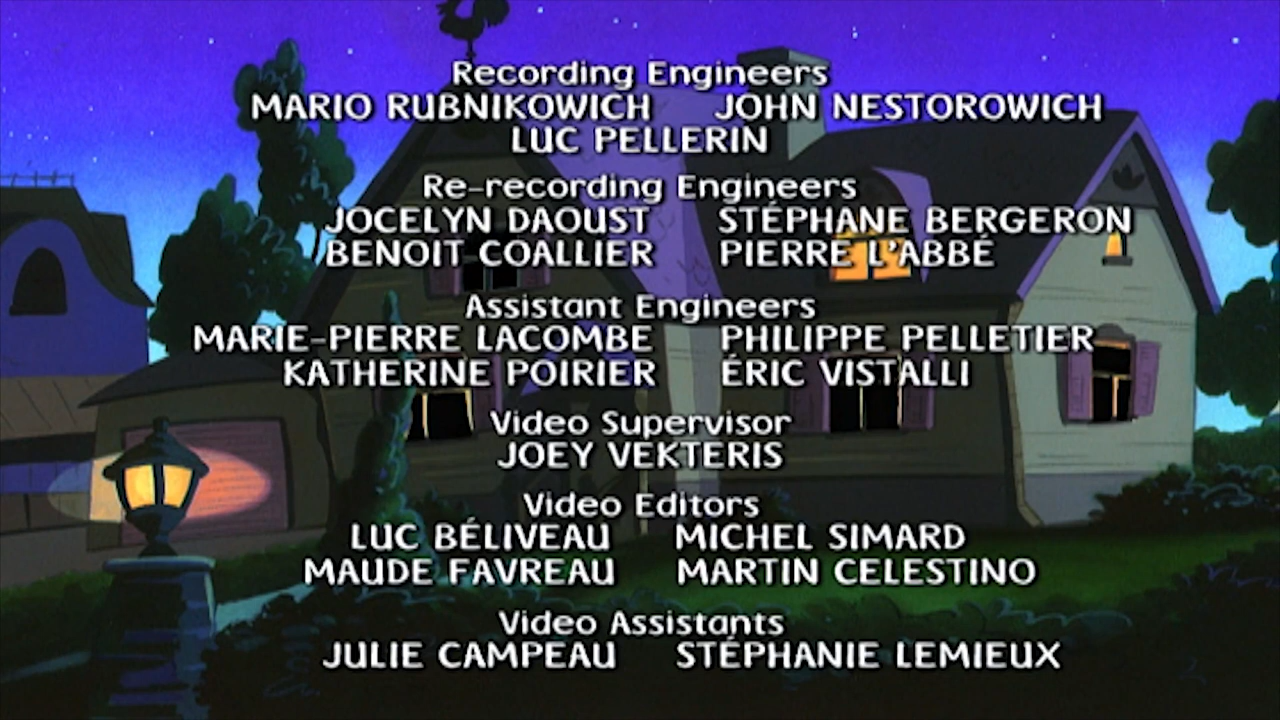 Recording Engineers
MARIO RUBNIKOWICH JOHN NESTOROWICH
LUC PELLERIN
Re-recording Engineers
JOCELYN DAOUST STÉPHANE BERGERON
BENOIT COALLIER PIERRE L'ABBÉ
Assistant Engineers
MARIE-PIERRE LACOMBE PHILIPPE PELLETIER
KATHERINE POIRIER ÉRIC VISTALLI
Video Supervisor
JOEY VEKTERIS
Video Editors
LUC BÉLIVEAU MICHEL SIMARD
MAUDE FAVREAU MARTIN CELESTINO
Video Assistants
JULIE CAMPEAU STÉPHANIE LEMIEUX